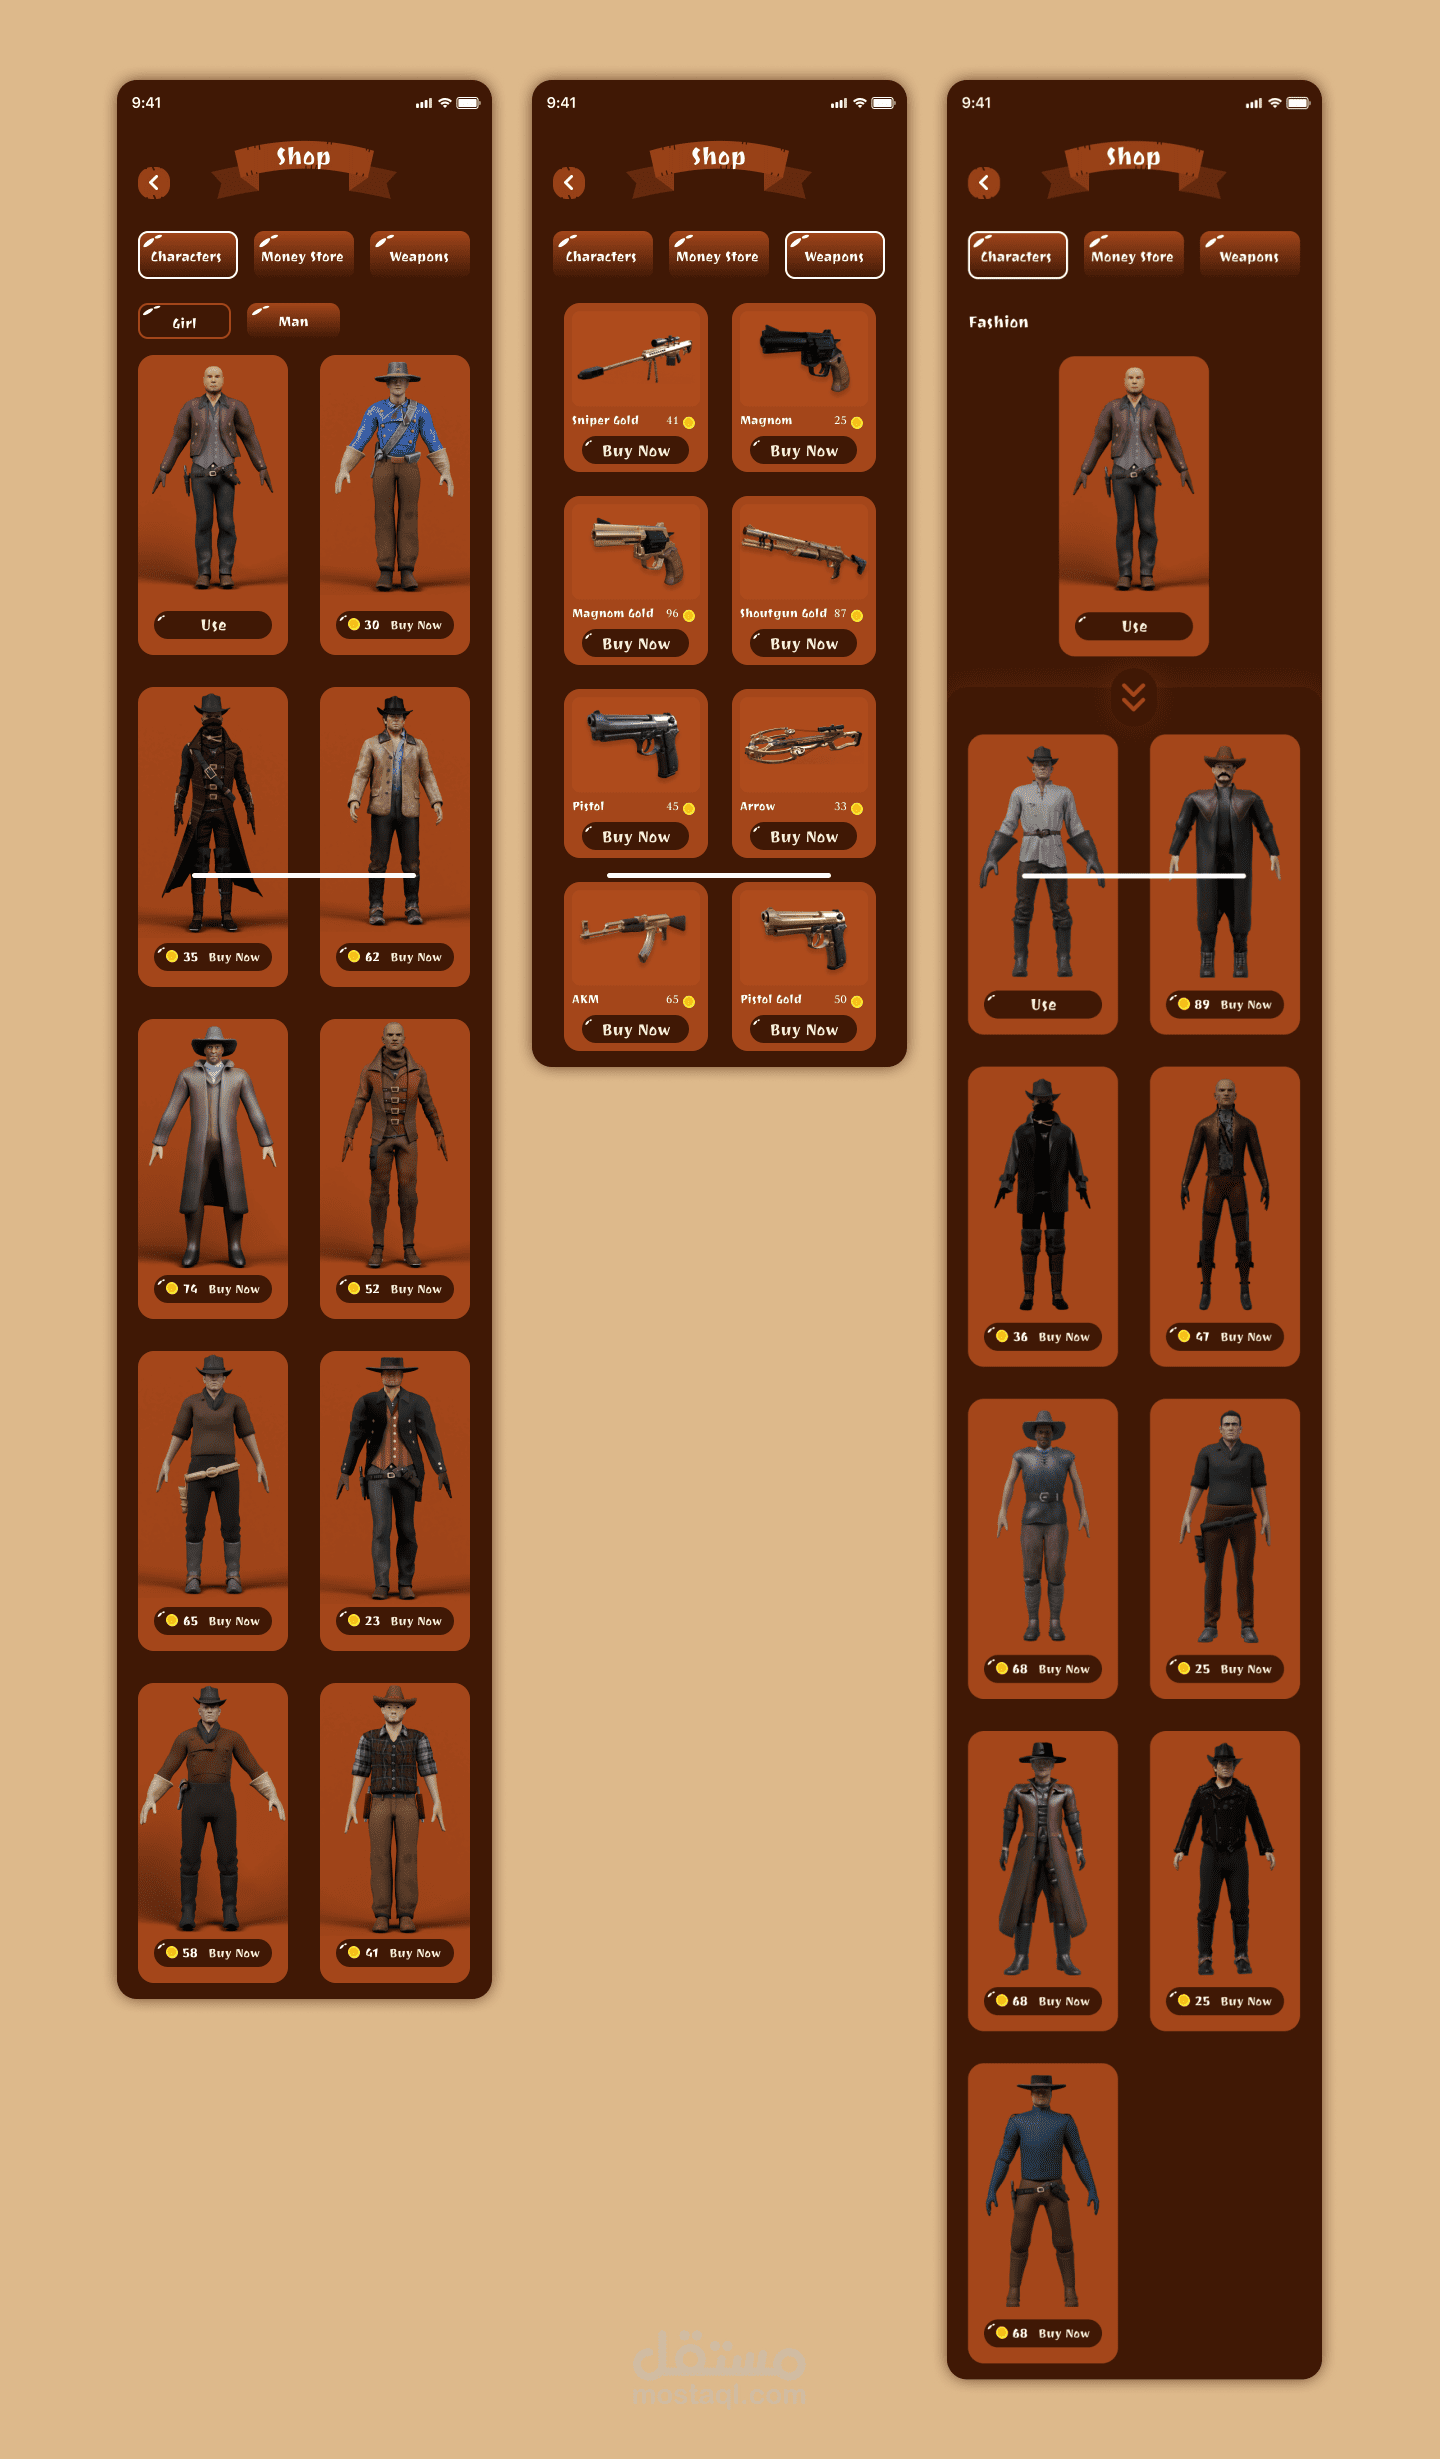 9:41
Shop
Characters
Money Store
Weapons
Girl
Man
Use
30 Buy Now
35 Buy Now
62 Buy Now
74 Buy Now
52 Buy Now
65 Buy Now
23 Buy Now
58 Buy Now
41 Buy Now
9:41
Shop
Characters
Money Store
Weapons
Sniper Gold 41
Buy Now
Magnom 25
Buy Now
Magnom Gold 96
Buy Now
Shoutgun Gold 87
Buy Now
Pistol 45
Buy Now
Arrow 33
Buy Now
AKM 65
Buy Now
Pistol Gold 50
Buy Now
9:41
Shop
Characters
Money Store
Weapons
Fashion
Use
Use
89 Buy Now
36 Buy Now
47 Buy Now
68 Buy Now
25 Buy Now
68 Buy Now
25 Buy Now
68 Buy Now
مستقل
mostaql.com